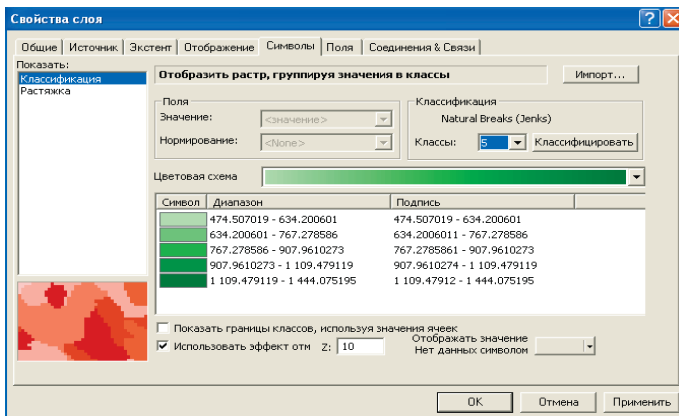 Свойства слоя
Общие Источник Экстент Отображение Символы Поля Соединения & Связи
Показать:
Классификация
Растяжка
Отобразить растр, группируя значения в классы
Импорт...
Поля
Значение: <значение>
Нормирование: <None>
Классификация
Natural Breaks (Jenks)
Классы: 5 Классифицировать
Цветовая схема
Символ Диапазон Подпись
474.507019 - 634.200601 474.507019 - 634.200601
634.200601 - 767.278586 634.2006011 - 767.278586
767.278586 - 907.9610273 767.2785861 - 907.9610273
907.9610273 - 1 109.479119 907.9610274 - 1 109.479119
1 109.479119 - 1 444.075195 1 109.47912 - 1 444.075195
Показать границы классов, используя значения ячеек
Использовать эффект отм Z: 10
Отображать значение
Нет данных символом
OK Отмена Применить